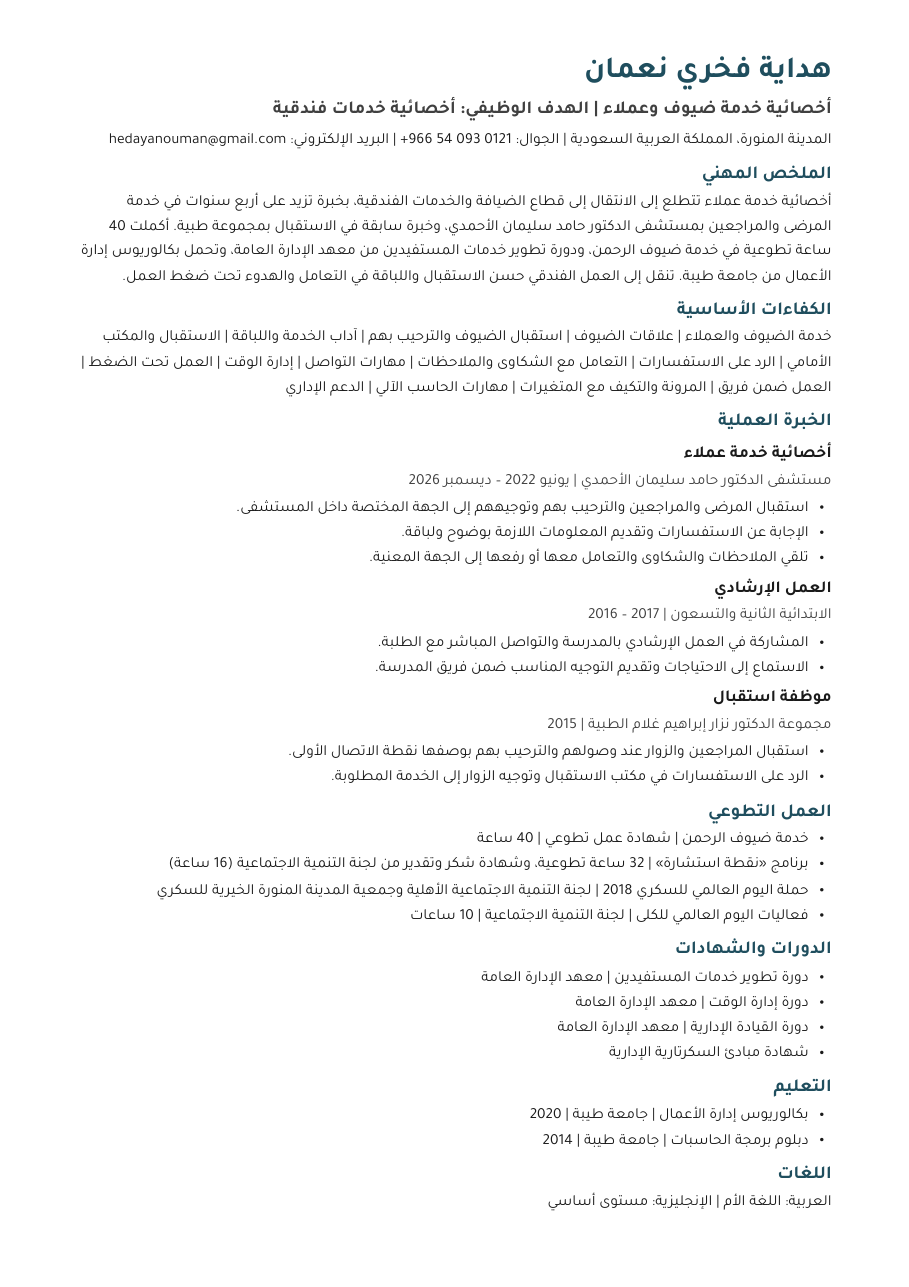 هداية فخري نعمان
أخصائية خدمة ضيوف وعملاء | الهدف الوظيفي: أخصائية خدمات فندقية
المدينة المنورة، المملكة العربية السعودية | الجوال: 0121 093 54 966+ | البريد الإلكتروني: hedayanouman@gmail.com
الملخص المهني
أخصائية خدمة عملاء تتطلع إلى الانتقال إلى قطاع الضيافة والخدمات الفندقية، بخبرة تزيد على أربع سنوات في خدمة
المرضى والمراجعين بمستشفى الدكتور حامد سليمان الأحمدي، وخبرة سابقة في الاستقبال بمجموعة طبية. أكملت 40
ساعة تطوعية في خدمة ضيوف الرحمن، ودورة تطوير خدمات المستفيدين من معهد الإدارة العامة، وتحمل بكالوريوس إدارة
الأعمال من جامعة طيبة. تنقل إلى العمل الفندقي حسن الاستقبال واللباقة في التعامل والهدوء تحت ضغط العمل.
الكفاءات الأساسية
خدمة الضيوف والعملاء | علاقات الضيوف | استقبال الضيوف والترحيب بهم | آداب الخدمة واللباقة | الاستقبال والمكتب
الأمامي | الرد على الاستفسارات | التعامل مع الشكاوى والملاحظات | مهارات التواصل | إدارة الوقت | العمل تحت الضغط |
العمل ضمن فريق | المرونة والتكيف مع المتغيرات | مهارات الحاسب الآلي | الدعم الإداري
الخبرة العملية
أخصائية خدمة عملاء
مستشفى الدكتور حامد سليمان الأحمدي | يونيو 2022 – ديسمبر 2026
• استقبال المرضى والمراجعين والترحيب بهم وتوجيههم إلى الجهة المختصة داخل المستشفى.
• الإجابة عن الاستفسارات وتقديم المعلومات اللازمة بوضوح ولباقة.
• تلقي الملاحظات والشكاوى والتعامل معها أو رفعها إلى الجهة المعنية.
العمل الإرشادي
الابتدائية الثانية والتسعون | 2017 – 2016
• المشاركة في العمل الإرشادي بالمدرسة والتواصل المباشر مع الطلبة.
• الاستماع إلى الاحتياجات وتقديم التوجيه المناسب ضمن فريق المدرسة.
موظفة استقبال
مجموعة الدكتور نزار إبراهيم غلام الطبية | 2015
• استقبال المراجعين والزوار عند وصولهم والترحيب بهم بوصفها نقطة الاتصال الأولى.
• الرد على الاستفسارات في مكتب الاستقبال وتوجيه الزوار إلى الخدمة المطلوبة.
العمل التطوعي
• خدمة ضيوف الرحمن | شهادة عمل تطوعي | 40 ساعة
• برنامج «نقطة استشارة» | 32 ساعة تطوعية، وشهادة شكر وتقدير من لجنة التنمية الاجتماعية (16 ساعة)
• حملة اليوم العالمي للسكري 2018 | لجنة التنمية الاجتماعية الأهلية وجمعية المدينة المنورة الخيرية للسكري
• فعاليات اليوم العالمي للكلى | لجنة التنمية الاجتماعية | 10 ساعات
الدورات والشهادات
• دورة تطوير خدمات المستفيدين | معهد الإدارة العامة
• دورة إدارة الوقت | معهد الإدارة العامة
• دورة القيادة الإدارية | معهد الإدارة العامة
• شهادة مبادئ السكرتارية الإدارية
التعليم
• بكالوريوس إدارة الأعمال | جامعة طيبة | 2020
• دبلوم برمجة الحاسبات | جامعة طيبة | 2014
اللغات
العربية: اللغة الأم | الإنجليزية: مستوى أساسي